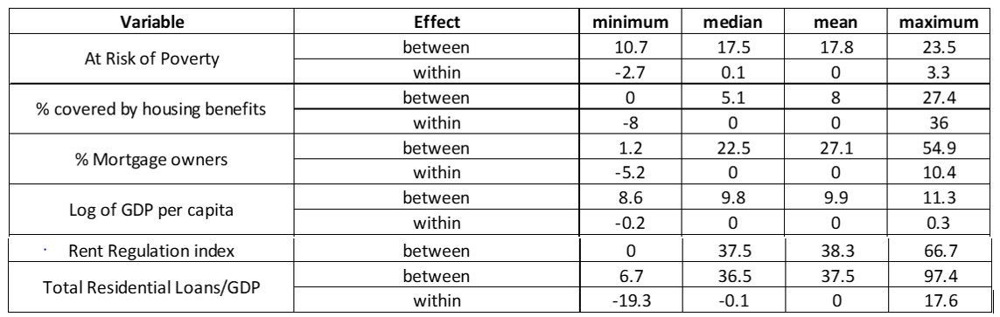 Variable Effect minimum median mean maximum
At Risk of Poverty between 10.7 17.5 17.8 23.5
within -2.7 0.1 0 3.3
% covered by housing benefits between 0 5.1 8 27.4
within -8 0 0 36
% Mortgage owners between 1.2 22.5 27.1 54.9
within -5.2 0 0 10.4
Log of GDP per capita between 8.6 9.8 9.9 11.3
within -0.2 0 0 0.3
Rent Regulation index between 0 37.5 38.3 66.7
Total Residential Loans/GDP between 6.7 36.5 37.5 97.4
within -19.3 -0.1 0 17.6